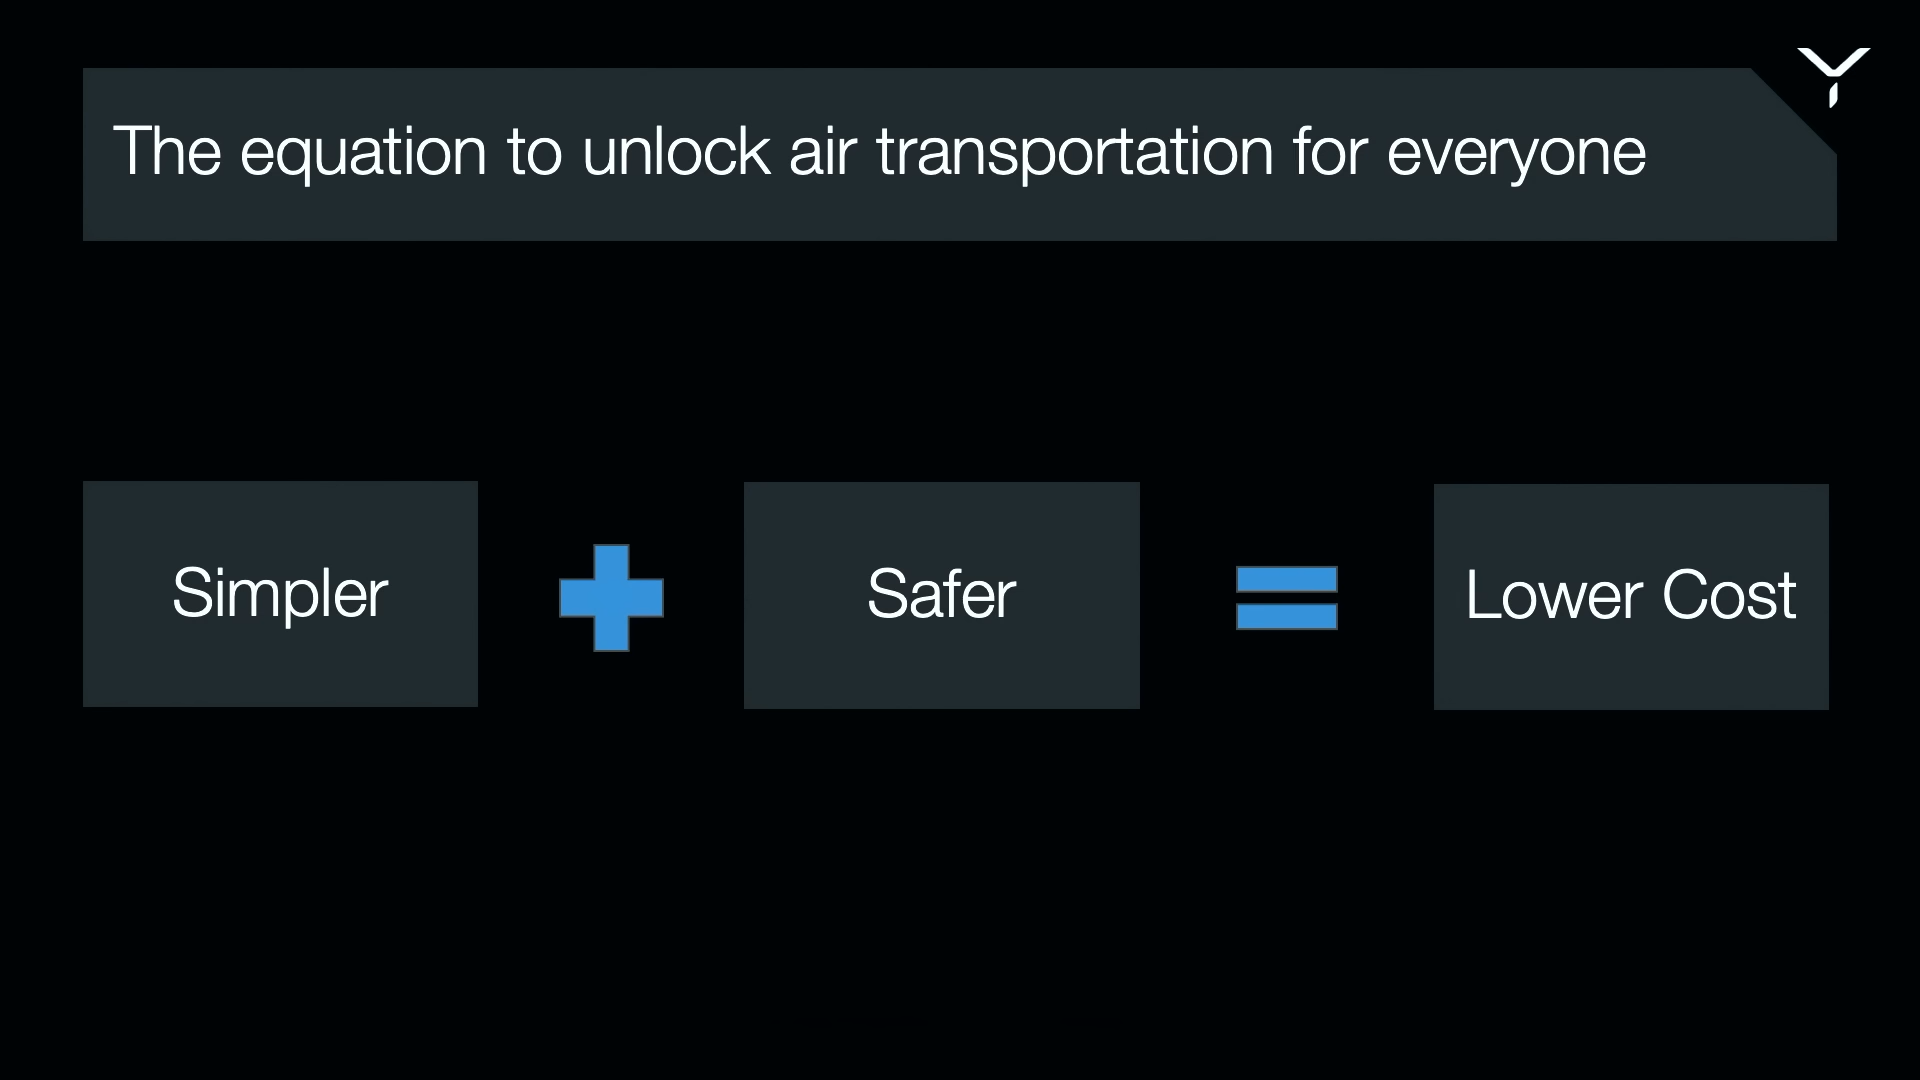 The equation to unlock air transportation for everyone
Simpler
Safer
Lower Cost